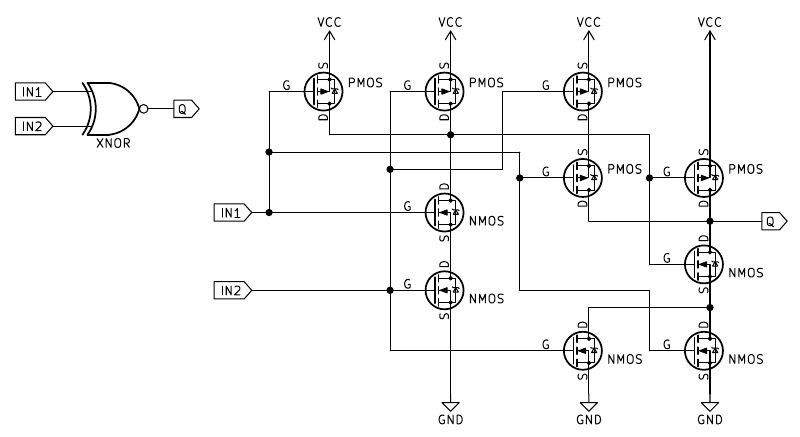 IN1
IN2
Q
XNOR
VCC VCC VCC VCC
S S S
G PMOS G PMOS G PMOS
D D D
D S S
G PMOS G PMOS
IN1 G NMOS D D Q
S D
D G NMOS
IN2 G NMOS S
S D D
G NMOS G NMOS
S S
GND GND GND